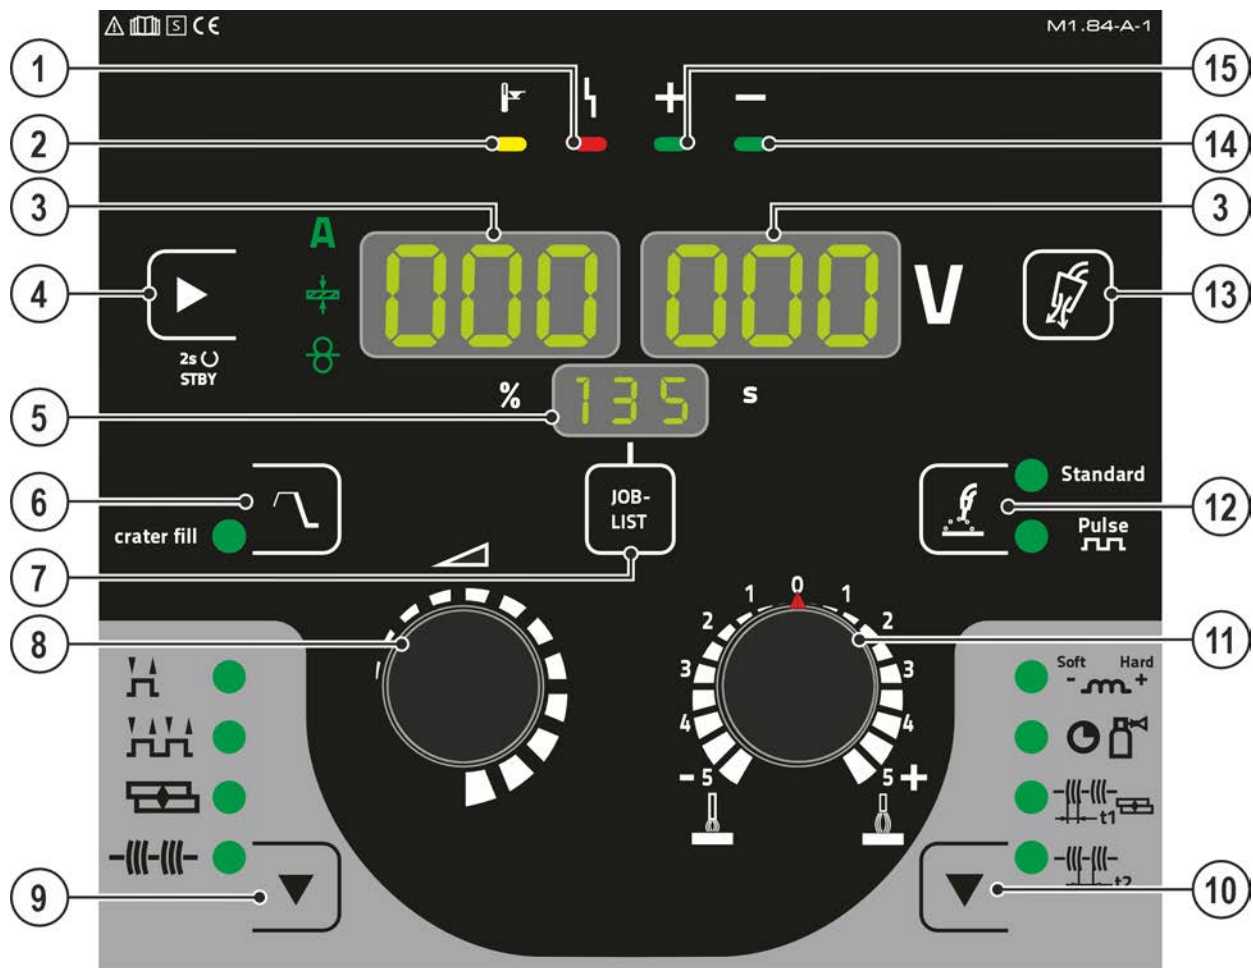 S CE
M1.84-A-1
1
15
+ −
2
14
3
3
A
000
000
V
4
13
2s
STBY
5
%
135
s
6
JOB-
LIST
Standard
12
crater fill
Pulse
7
0
1 1
8
2 2
11
3 3
4 4
- 5
5 +
Soft Hard
- +
t1
t2
9
10